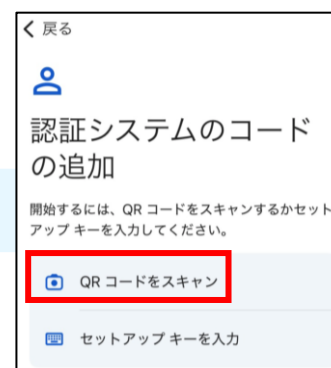 戻る
認証システムのコード
の追加
開始するには、QR コードをスキャンするかセット
アップ キーを入力してください。
QR コードをスキャン
セットアップ キーを入力